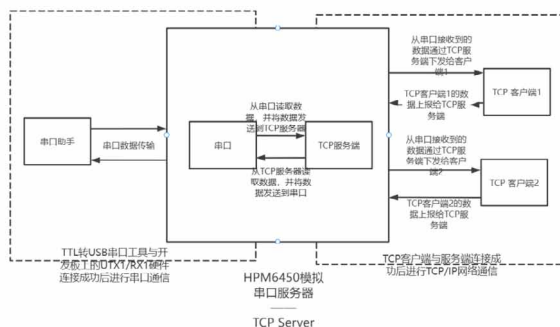 串口助手
串口数据传输
从串口读取数
据，并将数据发
送到TCP服务器
串口
TCP服务端
从TCP服务器读
取数据，并将数
据发送到串口
从串口接收到的
数据通过TCP服
务端下发给客户
端1
TCP 客户端1
TCP客户端1的数
据上报给TCP服
务端
从串口接收到的
数据通过TCP服
务端下发给客户
端2
TCP 客户端2
TCP客户端2的数
据上报给TCP服
务端
TTL转USB串口工具与开
发板上的UTX1/RX1硬件
连接成功后进行串口通信
TCP客户端与服务端连接成
功后进行TCP/IP网络通信
HPM6450模拟
串口服务器
——
TCP Server